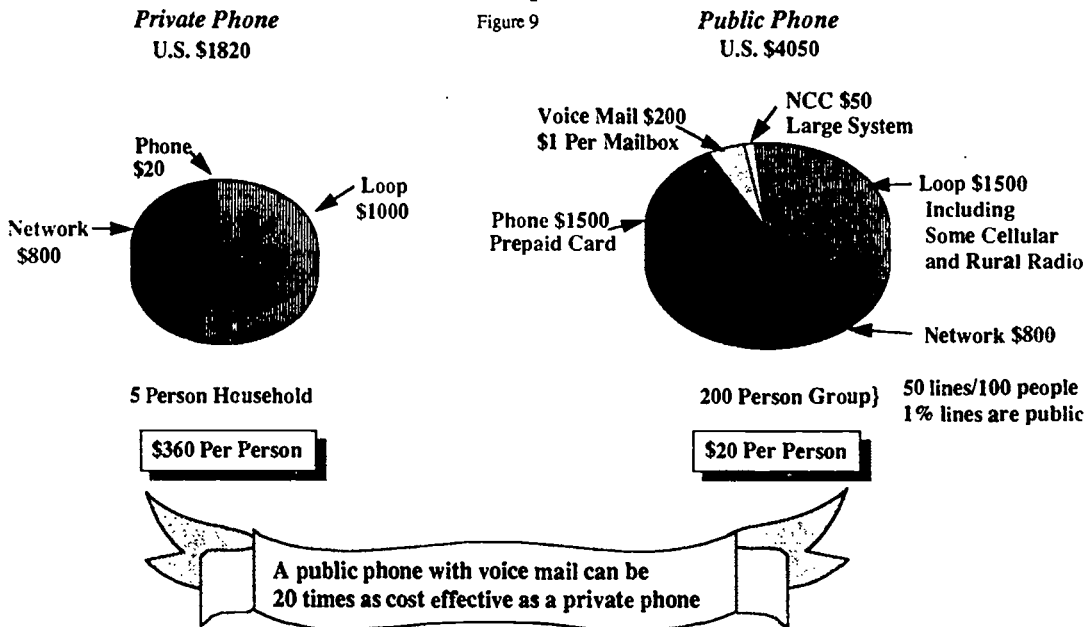 Private Phone
U.S. $1820
Figure 9
Public Phone
U.S. $4050
Phone
$20
Loop
$1000
Network
$800
Voice Mail $200
$1 Per Mailbox
NCC $50
Large System
Phone $1500
Prepaid Card
Loop $1500
Including
Some Cellular
and Rural Radio
Network $800
5 Person Household
200 Person Group}
50 lines/100 people
1% lines are public
$360 Per Person
$20 Per Person
A public phone with voice mail can be
20 times as cost effective as a private phone